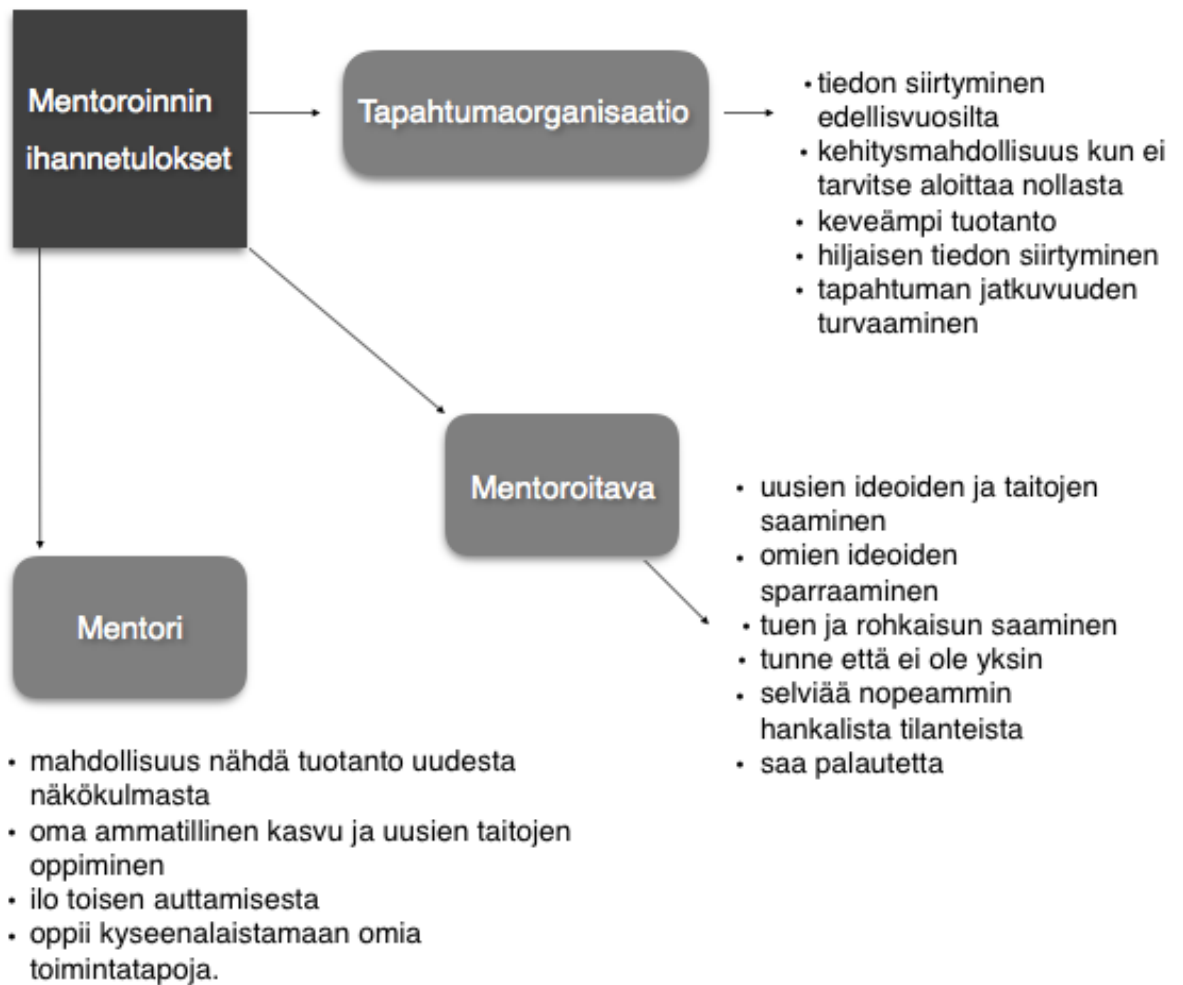 Mentoroinnin
ihannetulokset
Tapahtumaorganisaatio
• tiedon siirtyminen
edellisvuosilta
• kehitysmahdollisuus kun ei
tarvitse aloittaa nollasta
• keveämpi tuotanto
• hiljaisen tiedon siirtyminen
• tapahtuman jatkuvuuden
turvaaminen
Mentoroitava
• uusien ideoiden ja taitojen
saaminen
• omien ideoiden
sparraaminen
• tuen ja rohkaisun saaminen
• tunne että ei ole yksin
• selviää nopeammin
hankalista tilanteista
• saa palautetta
Mentori
• mahdollisuus nähdä tuotanto uudesta
näkökulmasta
• oma ammatillinen kasvu ja uusien taitojen
oppiminen
• ilo toisen auttamisesta
• oppii kyseenalaistamaan omia
toimintatapoja.